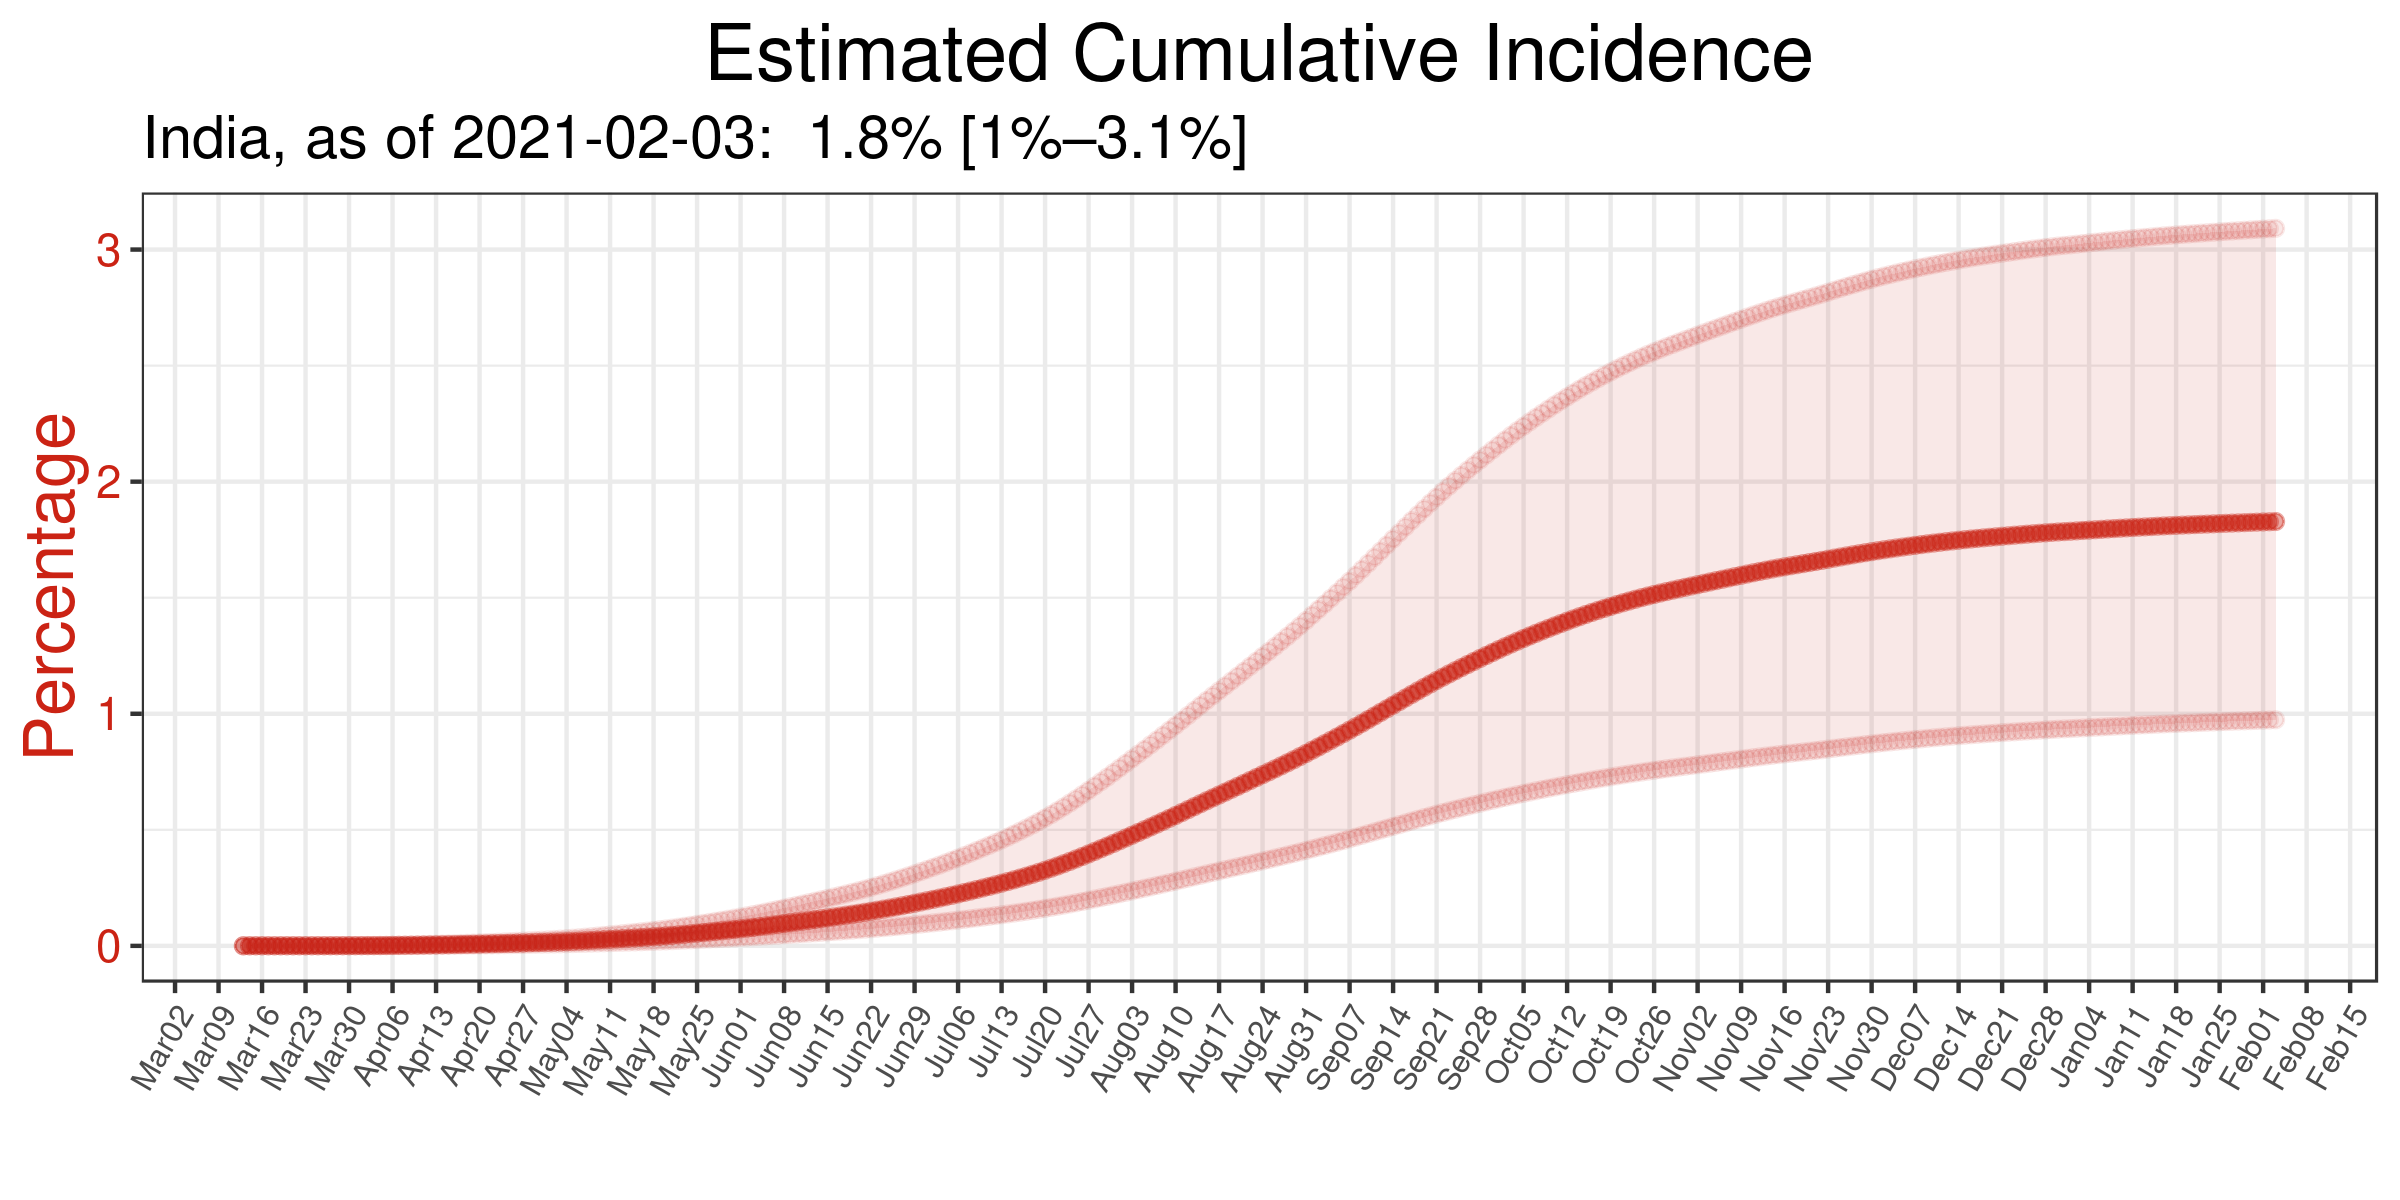 Estimated Cumulative Incidence
India, as of 2021-02-03:  1.8% [1%–3.1%]
Percentage
3
2
1
0
Mar02
Mar09
Mar16
Mar23
Mar30
Apr06
Apr13
Apr20
Apr27
May04
May11
May18
May25
Jun01
Jun08
Jun15
Jun22
Jun29
Jul06
Jul13
Jul20
Jul27
Aug03
Aug10
Aug17
Aug24
Aug31
Sep07
Sep14
Sep21
Sep28
Oct05
Oct12
Oct19
Oct26
Nov02
Nov09
Nov16
Nov23
Nov30
Dec07
Dec14
Dec21
Dec28
Jan04
Jan11
Jan18
Jan25
Feb01
Feb08
Feb15